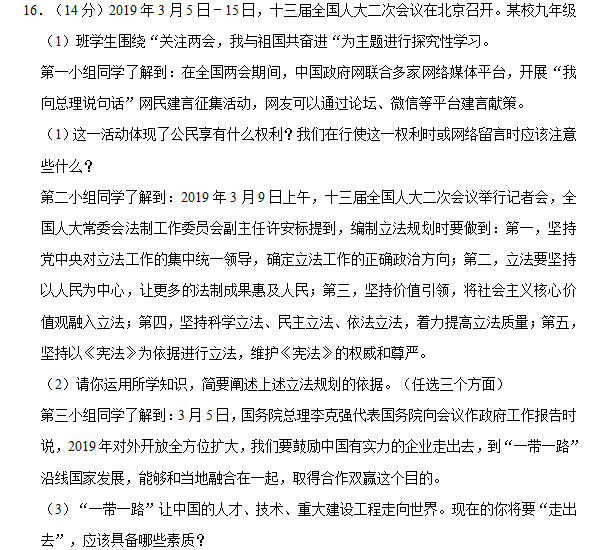 16.（14 分）2019 年 3 月 5 日﹣15 日，十三届全国人大二次会议在北京召开。某校九年级
（1）班学生围绕“关注两会，我与祖国共奋进“为主题进行探究性学习。
第一小组同学了解到：在全国两会期间，中国政府网联合多家网络媒体平台，开展“我
向总理说句话”网民建言征集活动，网友可以通过论坛、微信等平台建言献策。
（1）这一活动体现了公民享有什么权利？我们在行使这一权利时或网络留言时应该注意
些什么？
第二小组同学了解到：2019 年 3 月 9 日上午，十三届全国人大二次会议举行记者会，全
国人大常委会法制工作委员会副主任许安标提到，编制立法规划时要做到：第一，坚持
党中央对立法工作的集中统一领导，确定立法工作的正确政治方向；第二，立法要坚持
以人民为中心，让更多的法制成果惠及人民；第三，坚持价值引领，将社会主义核心价
值观融入立法；第四，坚持科学立法、民主立法、依法立法，着力提高立法质量；第五，
坚持以《宪法》为依据进行立法，维护《宪法》的权威和尊严。
（2）请你运用所学知识，简要阐述上述立法规划的依据。（任选三个方面）
第三小组同学了解到：3 月 5 日，国务院总理李克强代表国务院向会议作政府工作报告时
说，2019 年对外开放全方位扩大，我们要鼓励中国有实力的企业走出去，到“一带一路”
沿线国家发展，能够和当地融合在一起，取得合作双赢这个目的。
（3）“一带一路”让中国的人才、技术、重大建设工程走向世界。现在的你将要“走出
去”，应该具备哪些素质？